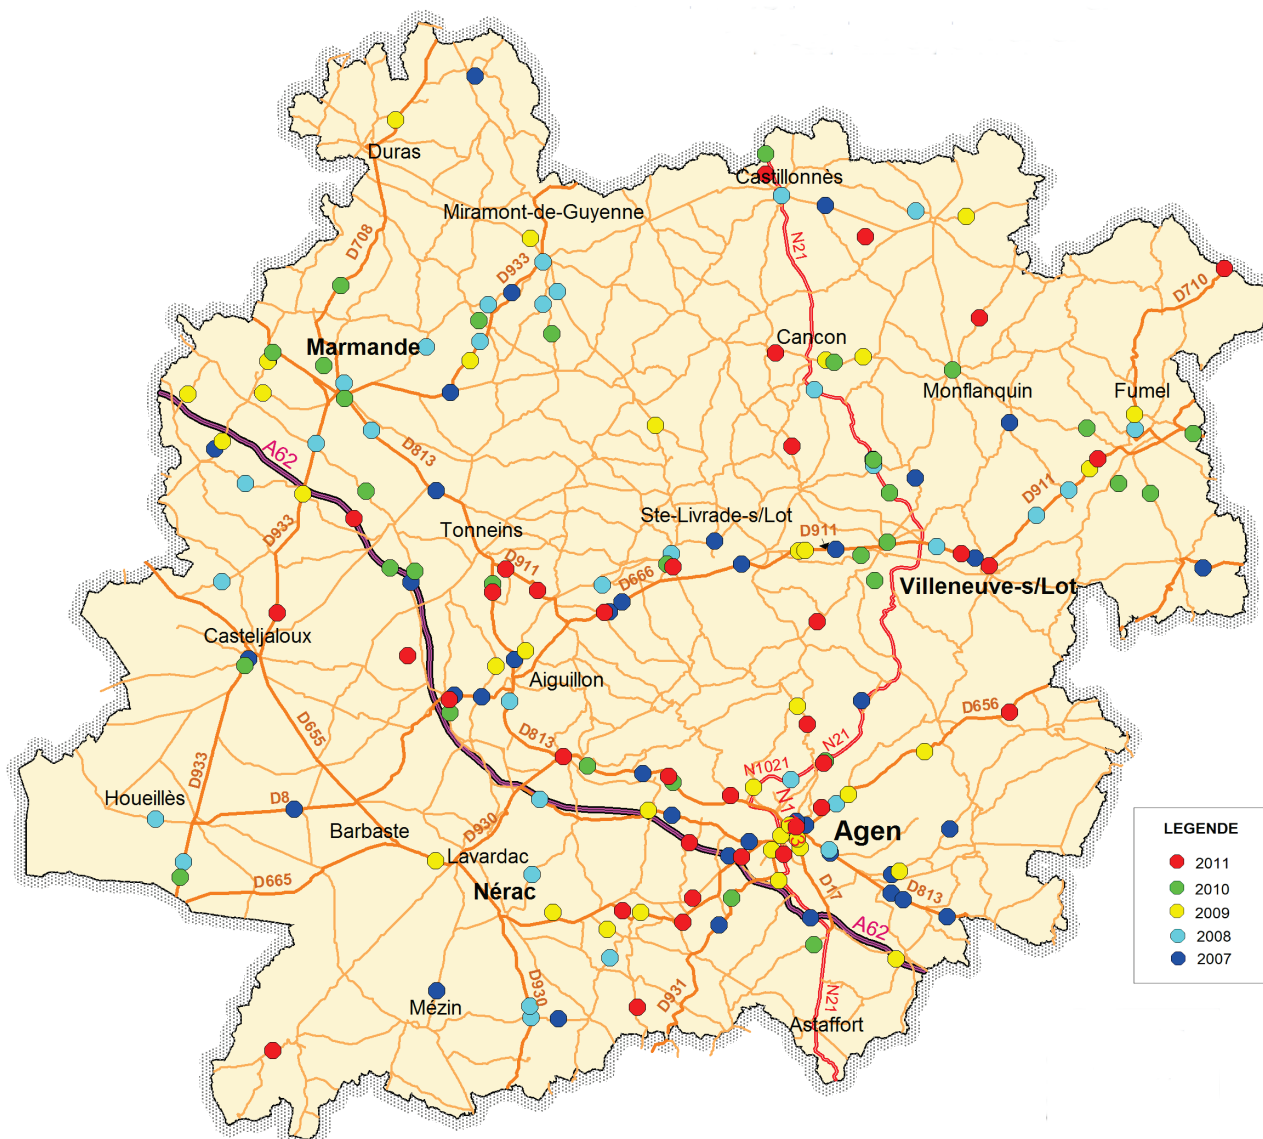 Duras
Castillonnès
Miramont-de-Guyenne
D708
N21
D933
D710
Cancon
Marmande
Monflanquin
Fumel
A62
D813
D911
Ste-Livrade-s/Lot
D933
Tonneins
D911
D911
D666
Villeneuve-s/Lot
Casteljaloux
Aiguillon
D656
D655
D813
N21
N1021
D933
Houeillès
D8
Barbaste
D930
Agen
LEGENDE
Lavardac
2011
D665
Nérac
D17
D813
2010
2009
A62
2008
2007
D930
D931
N21
Mézin
Astaffort